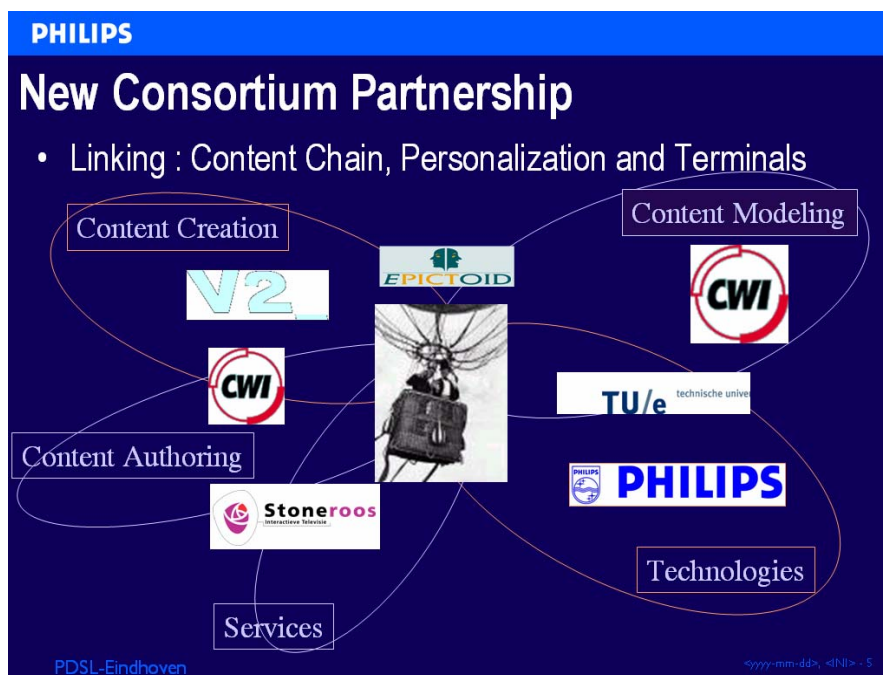 PHILIPS
New Consortium Partnership
• Linking : Content Chain, Personalization and Terminals
Content Creation
Content Modeling
EPICTOID
V2_
CWI
CWI
TU/e technische univer
Content Authoring
PHILIPS
PHILIPS
Stoneroos
Interactieve Televisie
Technologies
Services
PDSL-Eindhoven
<yyyy-mm-dd>, <INI> - 5